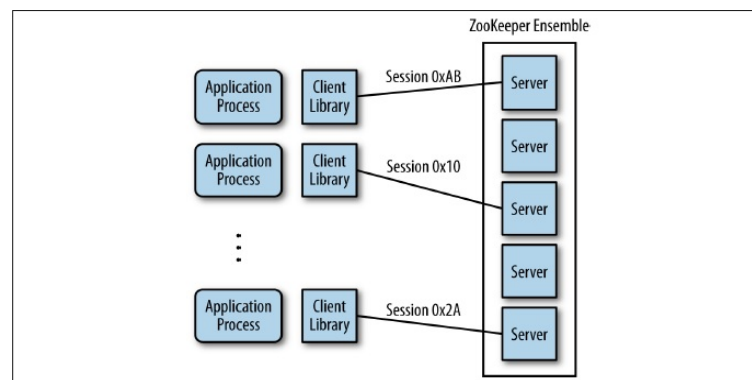 ZooKeeper Ensemble
Application
Process
Client
Library
Session 0xAB
Server
Server
Application
Process
Client
Library
Session 0x10
Server
Server
Application
Process
Client
Library
Session 0x2A
Server